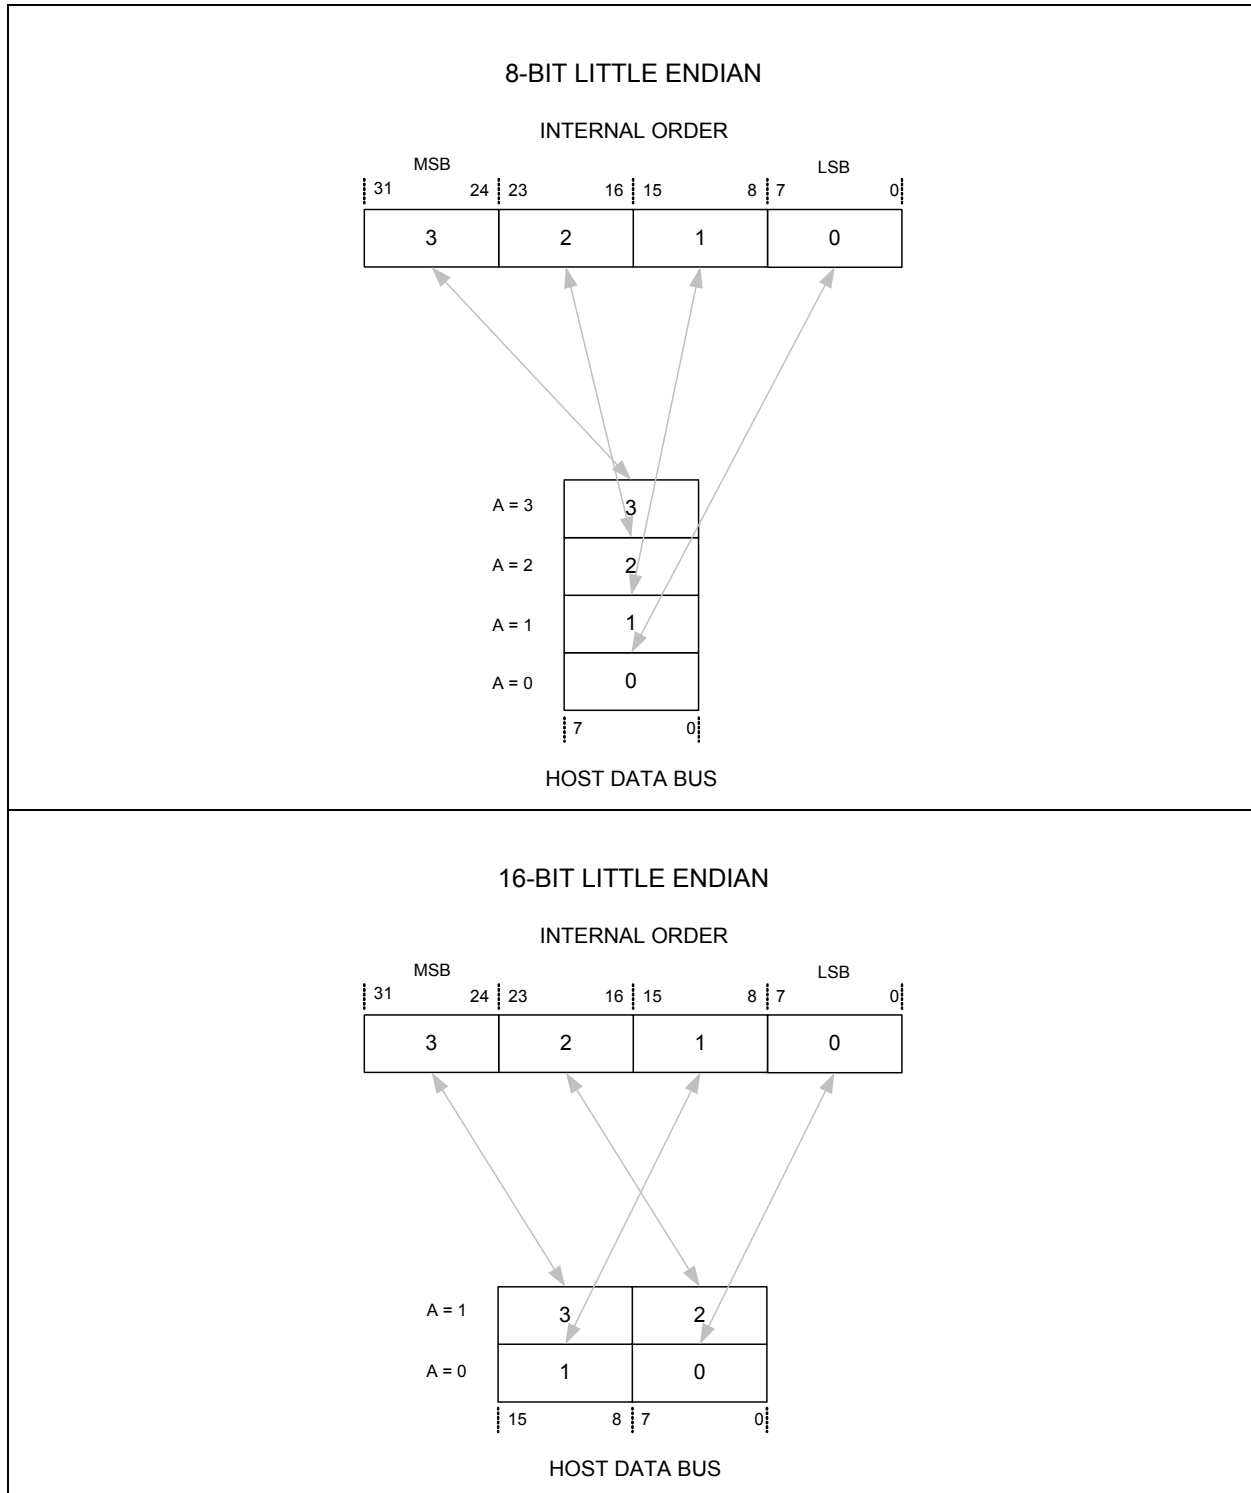 8-BIT LITTLE ENDIAN
INTERNAL ORDER
MSB LSB
31 24 23 16 15 8 7 0
3 2 1 0
A = 3 3
A = 2 2
A = 1 1
A = 0 0
7 0
HOST DATA BUS
16-BIT LITTLE ENDIAN
INTERNAL ORDER
MSB LSB
31 24 23 16 15 8 7 0
3 2 1 0
A = 1 3 2
A = 0 1 0
15 8 7 0
HOST DATA BUS